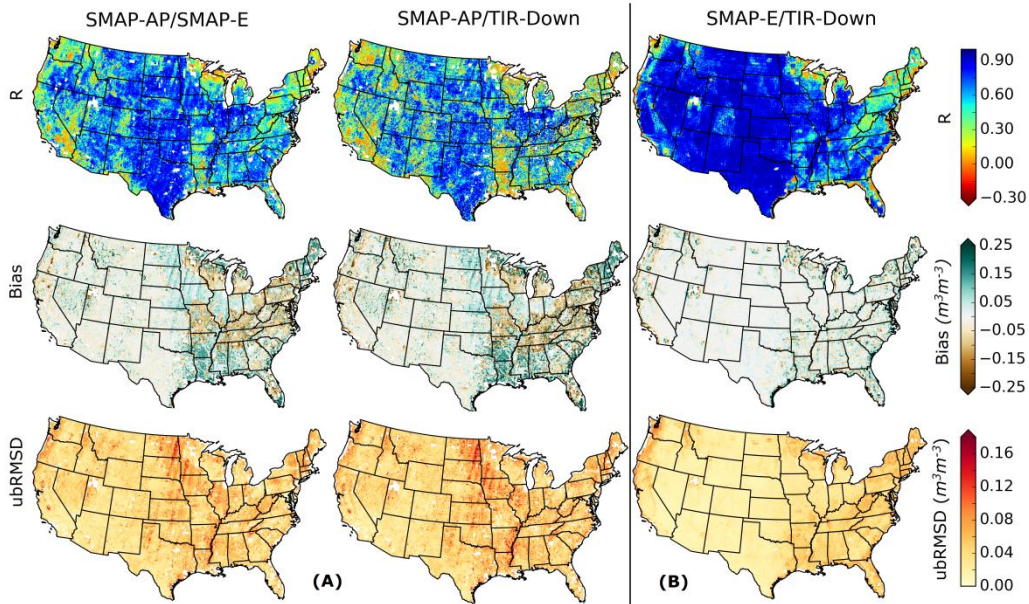 SMAP-AP/SMAP-E
SMAP-AP/TIR-Down
SMAP-E/TIR-Down
R
0.90
0.60
0.30
0.00
−0.30
R
Bias
0.25
0.15
0.05
−0.05
−0.15
−0.25
Bias (m³m⁻³)
ubRMSD
0.16
0.12
0.08
0.04
0.00
ubRMSD (m³m⁻³)
(A)
(B)